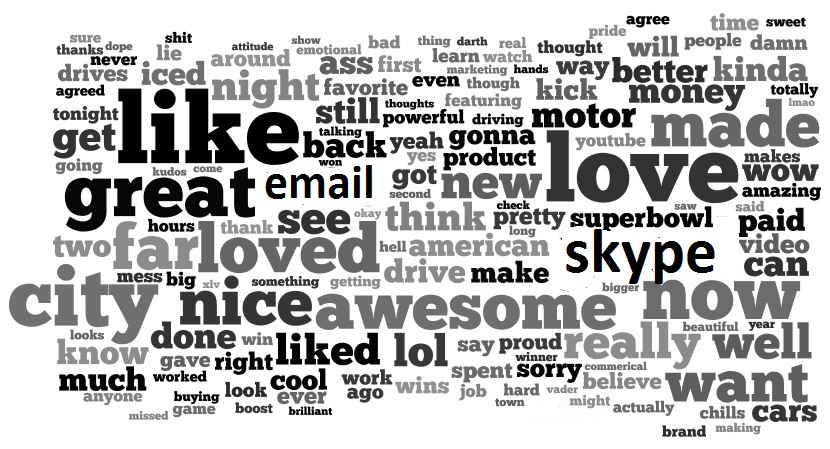 agree time sweet
sure shit attitude show emotional bad thing darth real pride
thanks dope never lie around ass first learn watch thought will people damn
drives iced night favorite even marketing hands way better kinda
agreed though kick money totally
tonight like still thoughts featuring motor made lmao
get talking back powerful driving youtube
going kudos come won yeah gonna love makes
great email yes product wow
got new amazing
second
hours thank see okay think check pretty superbowl saw said paid
two far loved hell american long skype video
mess big xlv something getting drive make can
city nice awesome bigger now
looks done win liked lol say proud really beautiful year well
know gave right winner commerical
much worked look cool work wins spent sorry believe want
anyone buying ever ago job hard vader might actually chills cars
missed game boost brilliant town brand making